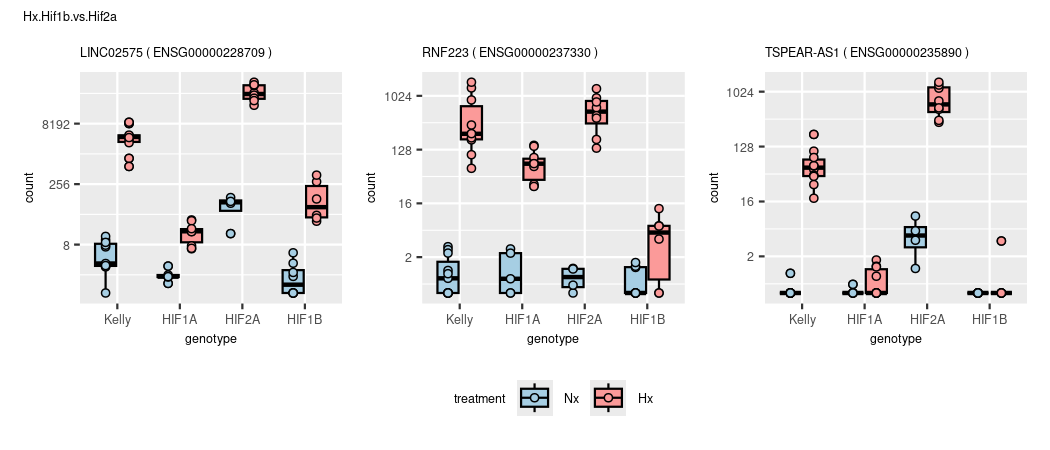 Hx.Hif1b.vs.Hif2a
LINC02575 ( ENSG00000228709 )
count
8192
256
8
Kelly HIF1A HIF2A HIF1B
genotype
RNF223 ( ENSG00000237330 )
count
1024
128
16
2
Kelly HIF1A HIF2A HIF1B
genotype
TSPEAR-AS1 ( ENSG00000235890 )
count
1024
128
16
2
Kelly HIF1A HIF2A HIF1B
genotype
treatment Nx Hx